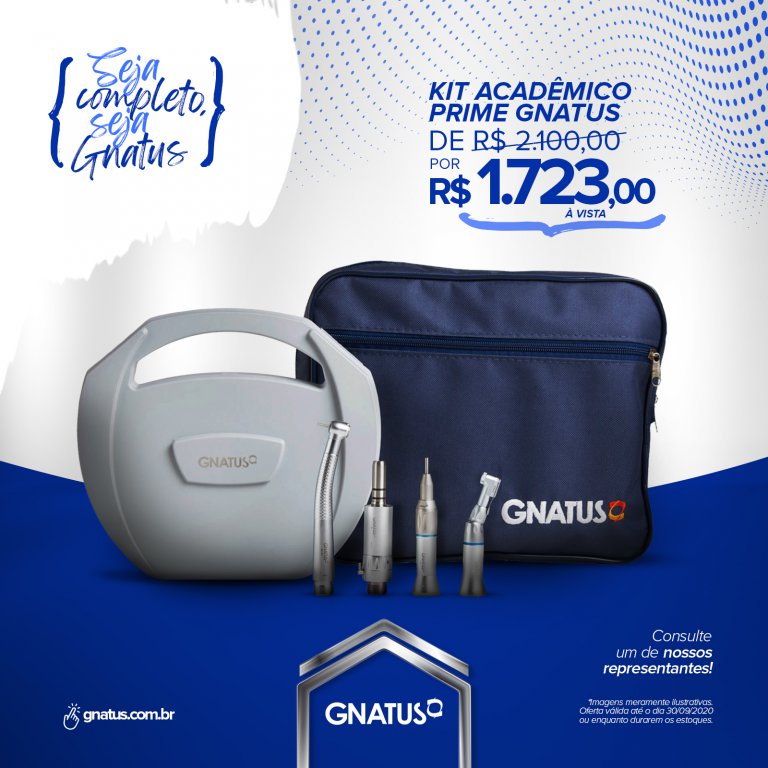 Seja
completo,
seja
Gnatus
KIT ACADÊMICO
PRIME GNATUS
DE R$ 2.100,00
POR
R$ 1.723,00
À VISTA
GNATUS
GNATUS
Consulte
um de nossos
representantes!
gnatus.com.br
GNATUS
*Imagens meramente ilustrativas.
Oferta válida até o dia 30/09/2020
ou enquanto durarem os estoques.